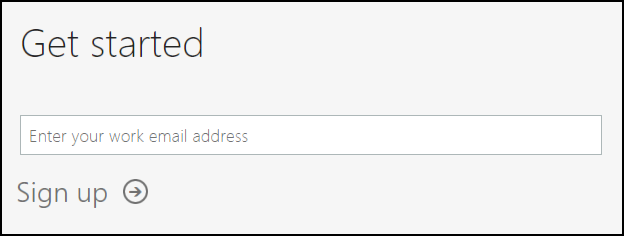 Get started
Enter your work email address
Sign up